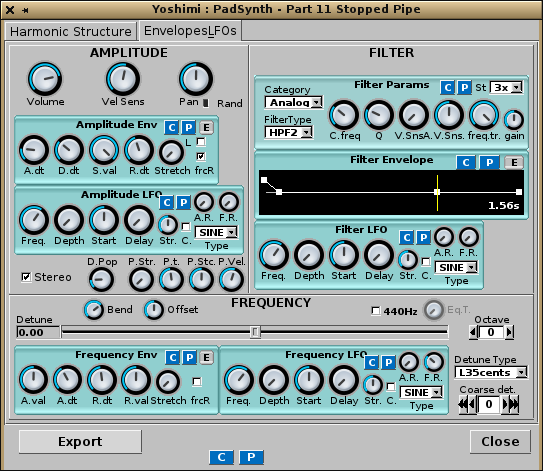 Yoshimi : PadSynth - Part 11 Stopped Pipe
Harmonic Structure
EnvelopesLFOs
AMPLITUDE
Volume
Vel Sens
Pan
Rand
Amplitude Env
C
P
E
L
A.dt
D.dt
S.val
R.dt
Stretch
frcR
Amplitude LFO
C
P
A.R.
F.R.
Freq.
Depth
Start
Delay
Str.
C.
SINE
Type
Stereo
D.Pop
P.Str.
P.t.
P.Stc.
P.Vel.
FILTER
Filter Params
C
P
St
3x
Category
Analog
FilterType
HPF2
C.freq
Q
V.SnsA.
V.Sns.
freq.tr.
gain
Filter Envelope
C
P
E
1.56s
Filter LFO
C
P
A.R.
F.R.
Freq.
Depth
Start
Delay
Str.
C.
SINE
Type
FREQUENCY
Bend
Offset
440Hz
Eq.T.
Detune
0.00
Octave
0
Frequency Env
C
P
E
A.val
A.dt
R.dt
R.val
Stretch
frcR
Frequency LFO
C
P
A.R.
F.R.
Freq.
Depth
Start
Delay
Str.
C.
SINE
Type
Detune Type
L35cents
Coarse det.
0
Export
C
P
Close